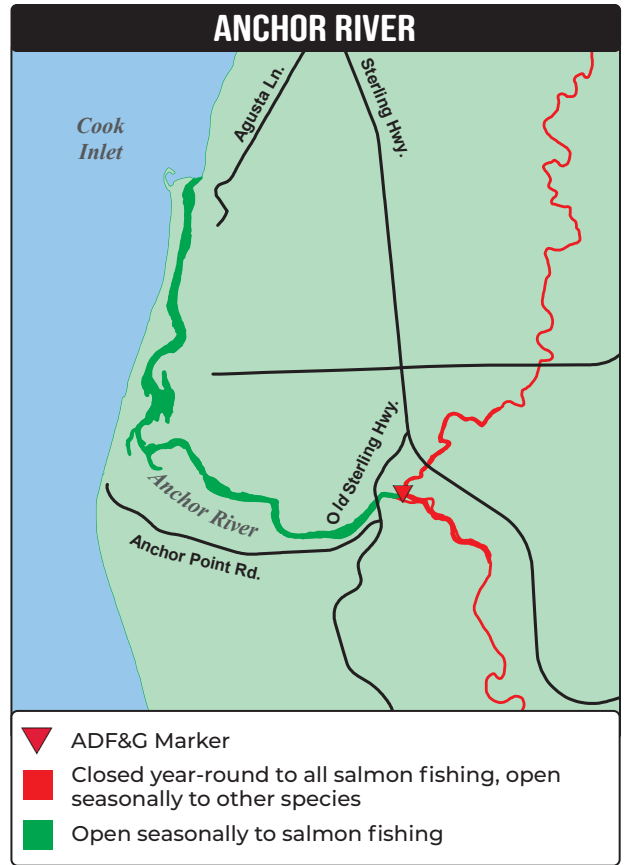 ANCHOR RIVER
Cook
Inlet
Agusta Ln.
Sterling Hwy.
Old Sterling Hwy.
Anchor River
Anchor Point Rd.
ADF&G Marker
Closed year-round to all salmon fishing, open
seasonally to other species
Open seasonally to salmon fishing